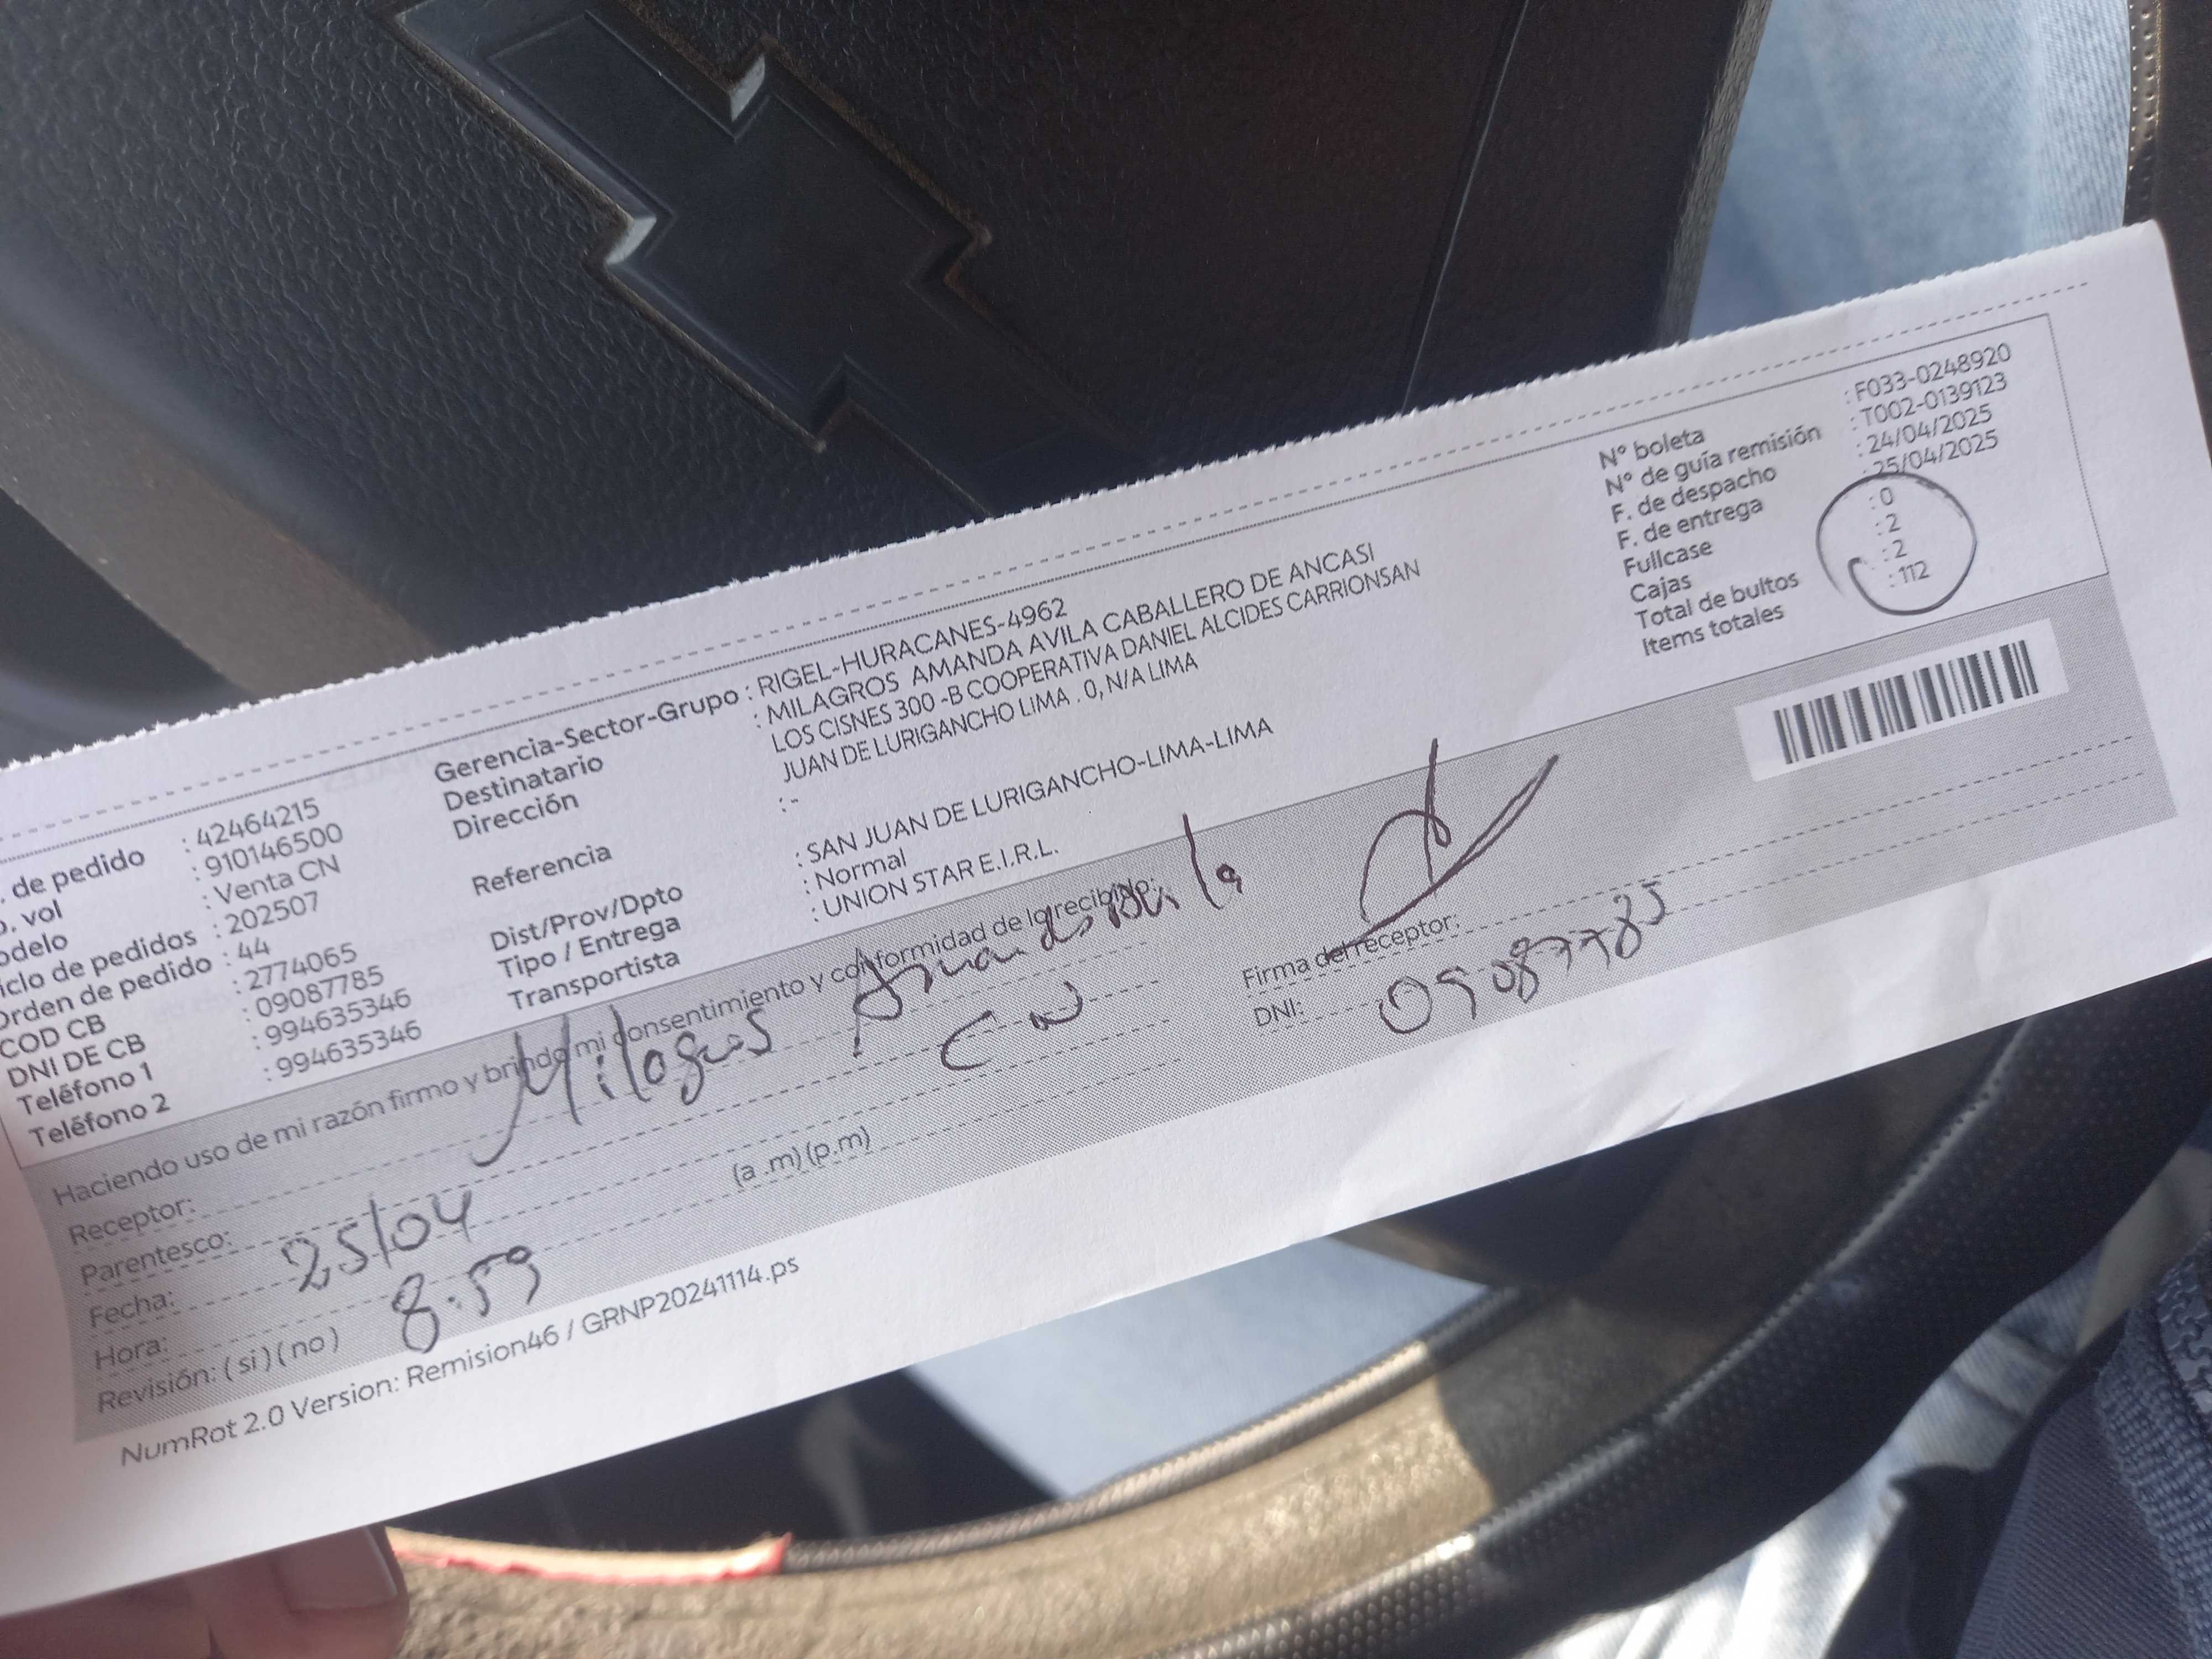 . de pedido : 42464215
. vol : 910146500
odelo : Venta CN
iclo de pedidos : 202507
Orden de pedido : 44
COD CB : 2774065
DNI DE CB : 09087785
Teléfono 1 : 994635346
Teléfono 2 : 994635346
Gerencia-Sector-Grupo : RIGEL-HURACANES-4962
Destinatario : MILAGROS AMANDA AVILA CABALLERO DE ANCASI
Dirección LOS CISNES 300 -B COOPERATIVA DANIEL ALCIDES CARRIONSAN
JUAN DE LURIGANCHO LIMA . 0, N/A LIMA
Referencia : -
Dist/Prov/Dpto : SAN JUAN DE LURIGANCHO-LIMA-LIMA
Tipo / Entrega : Normal
Transportista : UNION STAR E.I.R.L.
N° boleta : F033-0248920
N° de guía remisión : T002-0139123
F. de despacho : 24/04/2025
F. de entrega : 25/04/2025
Fullcase : 0
Cajas : 2
Total de bultos : 2
Items totales : 112
Haciendo uso de mi razón firmo y brindo mi consentimiento y conformidad de lo recibido:
Receptor: Milagros
Parentesco: CN
Fecha: 25/04
Hora: 8:59 (a .m) (p.m)
Revisión: ( si ) ( no )
Firma del receptor:
DNI: 09087785
NumRot 2.0 Version: Remision46 / GRNP20241114.ps